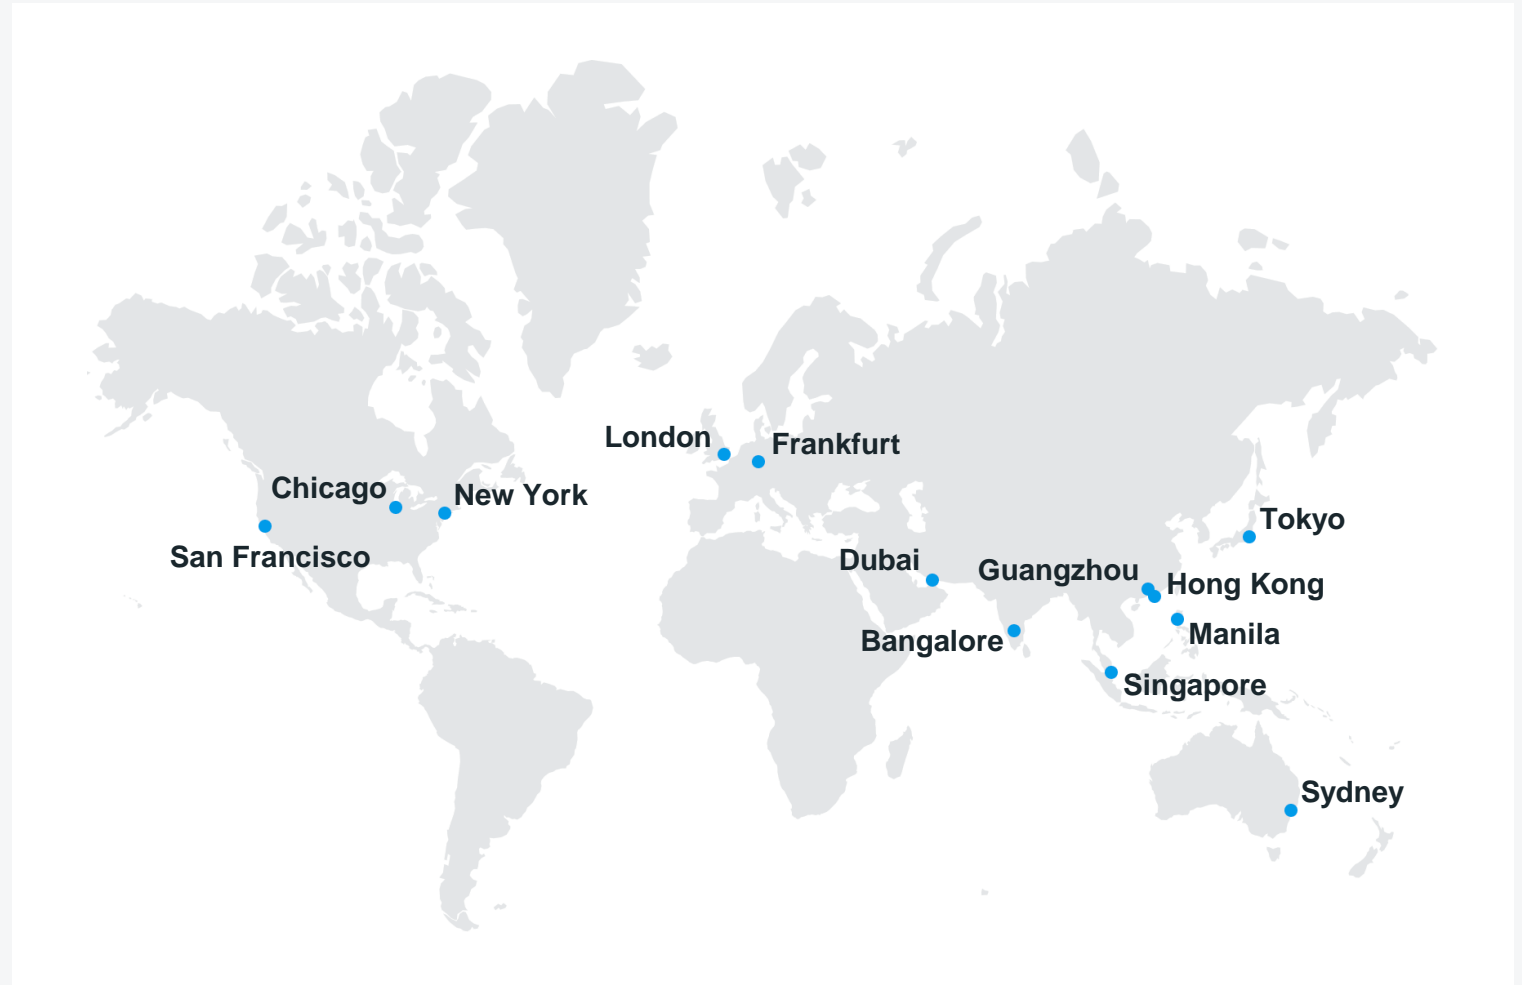 London
Frankfurt
Chicago
New York
San Francisco
Tokyo
Dubai
Guangzhou
Hong Kong
Bangalore
Manila
Singapore
Sydney